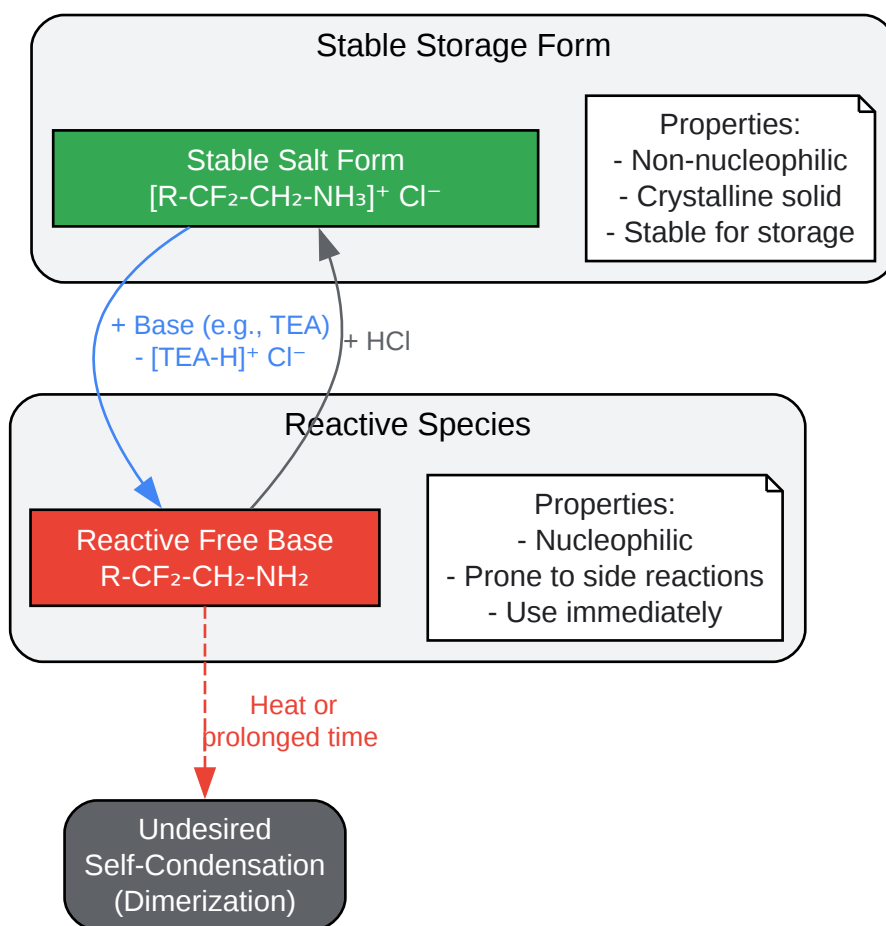 Stable Storage Form
Stable Salt Form
[R-CF₂-CH₂-NH₃]⁺ Cl⁻
Properties:
- Non-nucleophilic
- Crystalline solid
- Stable for storage
+ Base (e.g., TEA)
- [TEA-H]⁺ Cl⁻
+ HCl
Reactive Species
Reactive Free Base
R-CF₂-CH₂-NH₂
Properties:
- Nucleophilic
- Prone to side reactions
- Use immediately
Heat or
prolonged time
Undesired
Self-Condensation
(Dimerization)